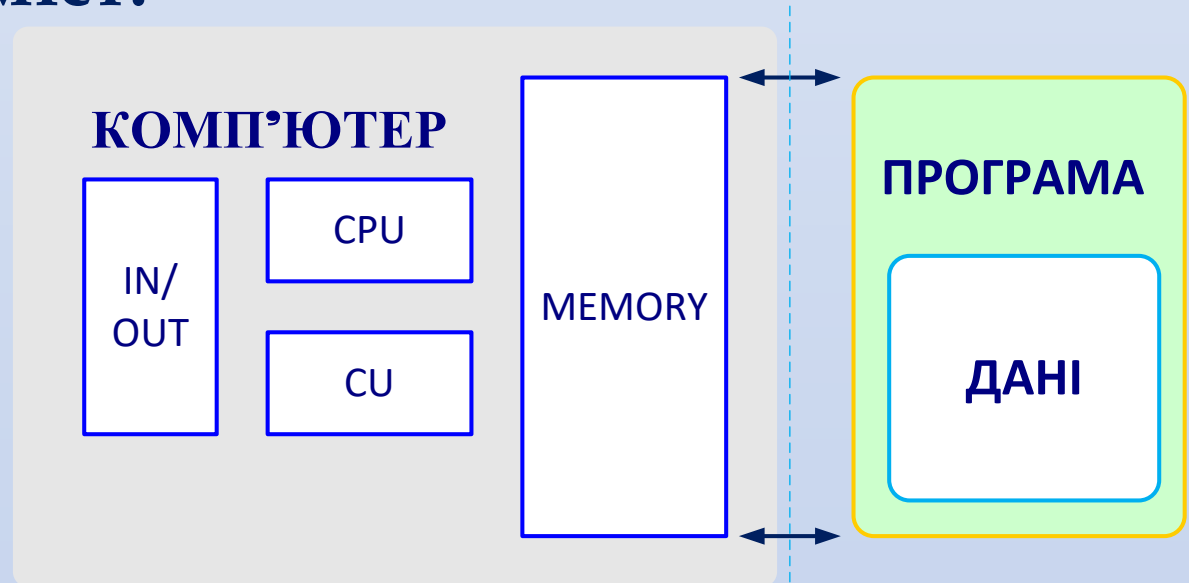 КОМП’ЮТЕР
IN/
OUT
CPU
CU
MEMORY
ПРОГРАМА
ДАНІ